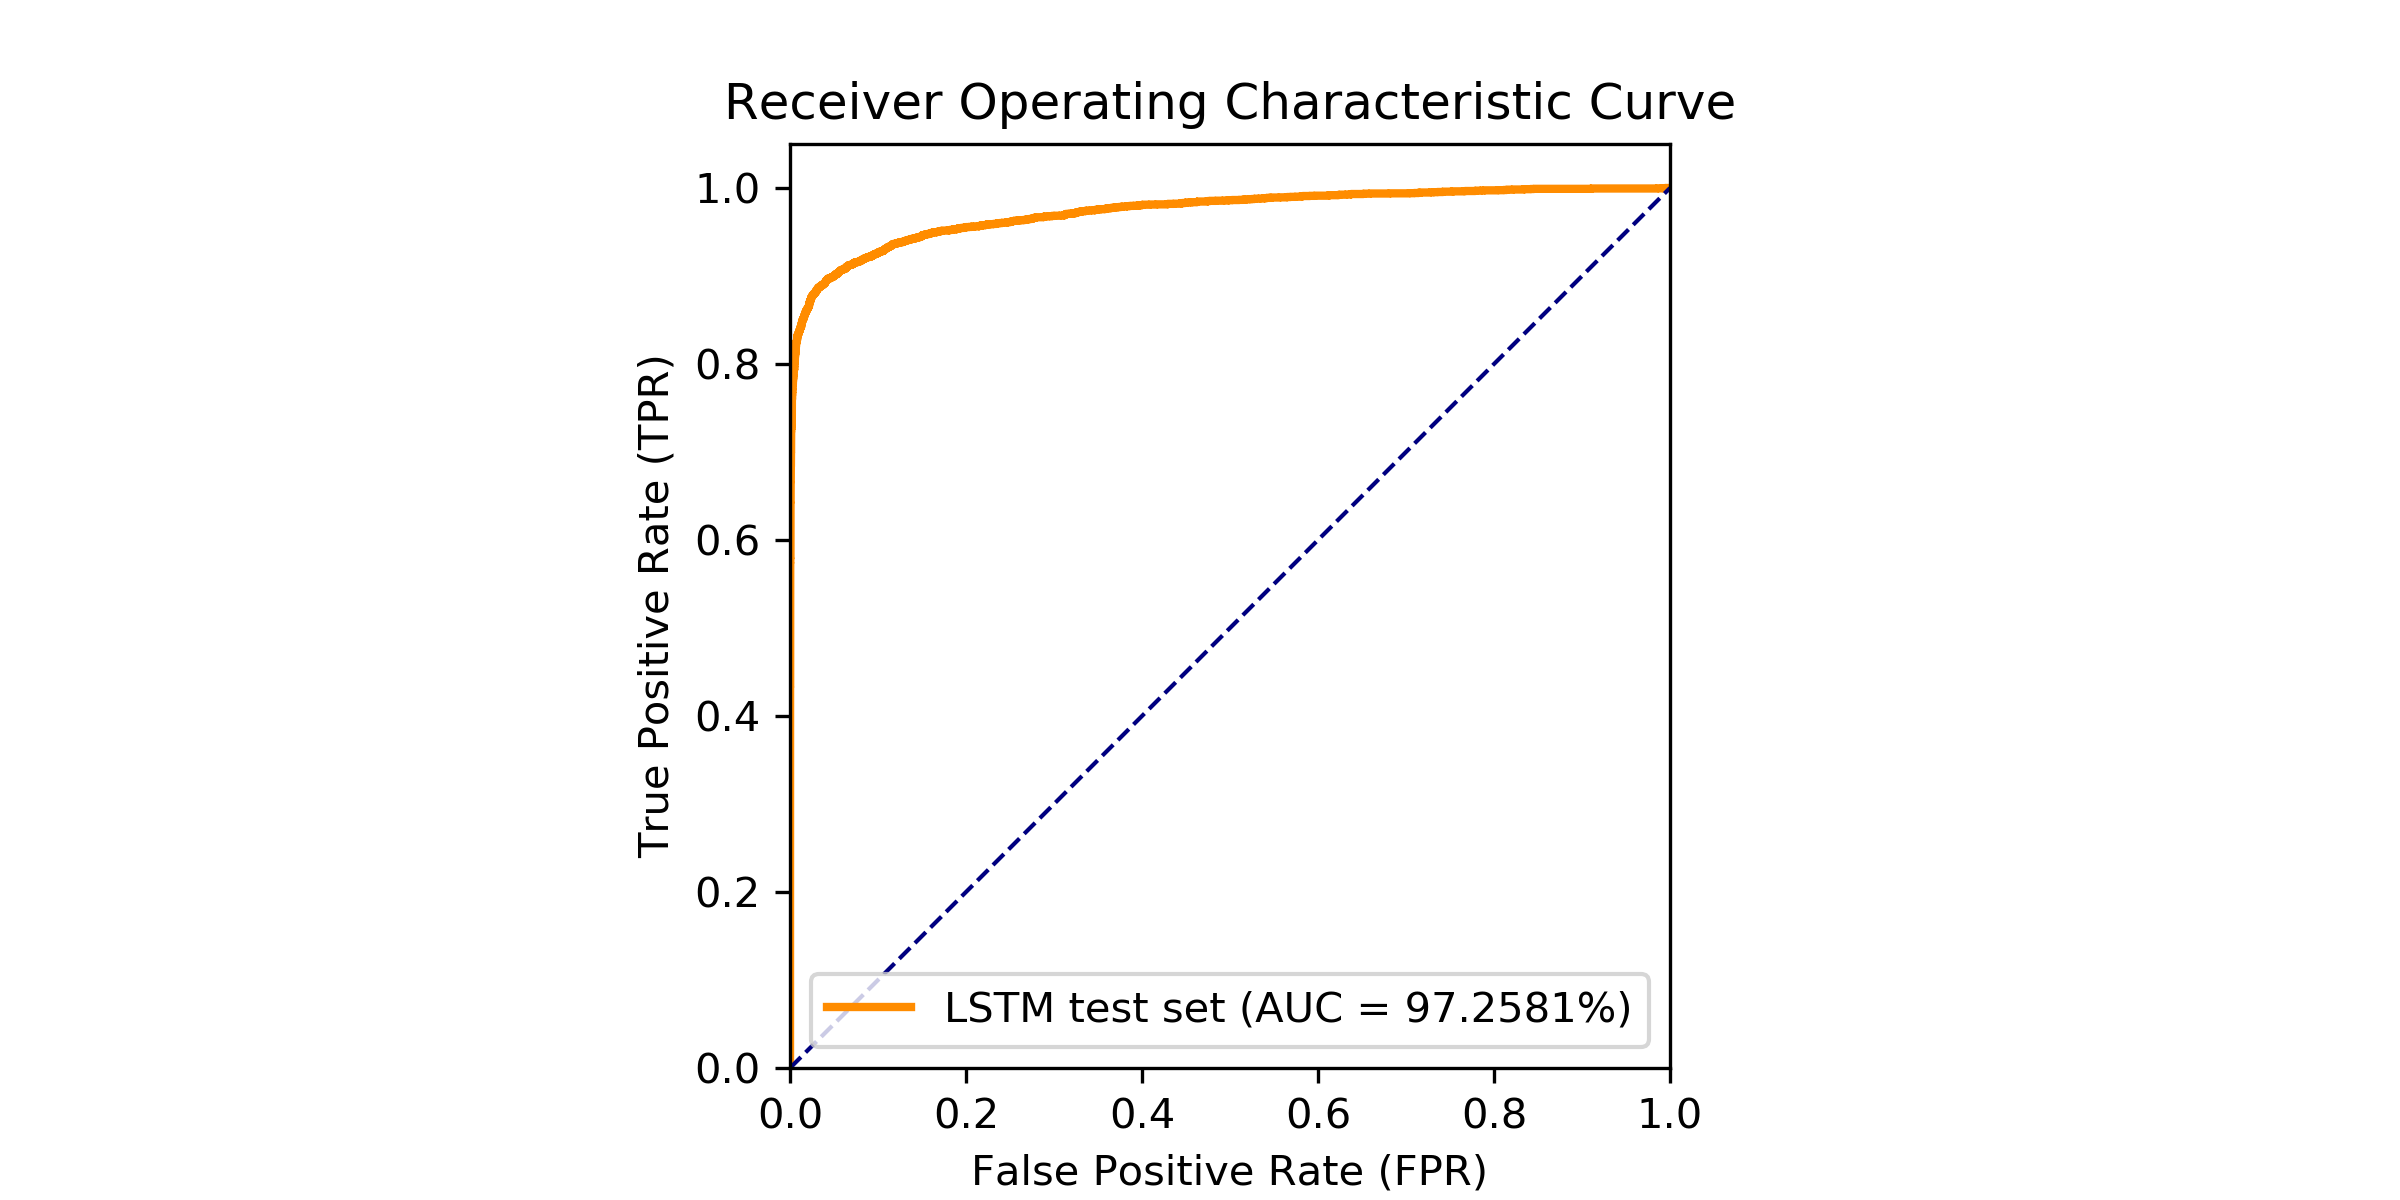 Receiver Operating Characteristic Curve
True Positive Rate (TPR)
1.0
0.8
0.6
0.4
0.2
0.0
LSTM test set (AUC = 97.2581%)
0.0 0.2 0.4 0.6 0.8 1.0
False Positive Rate (FPR)